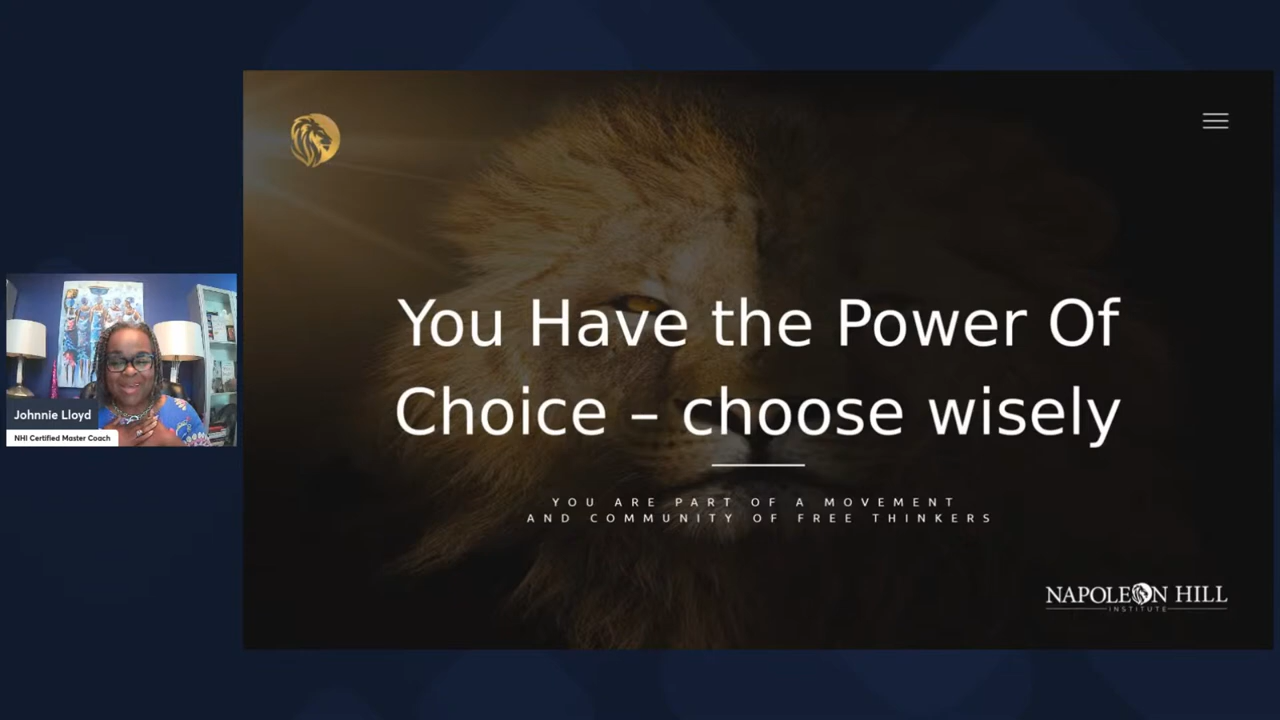 You Have the Power Of
Choice – choose wisely
YOU ARE PART OF A MOVEMENT
AND COMMUNITY OF FREE THINKERS
NAPOLEON HILL
INSTITUTE
Johnnie Lloyd
NHI Certified Master Coach